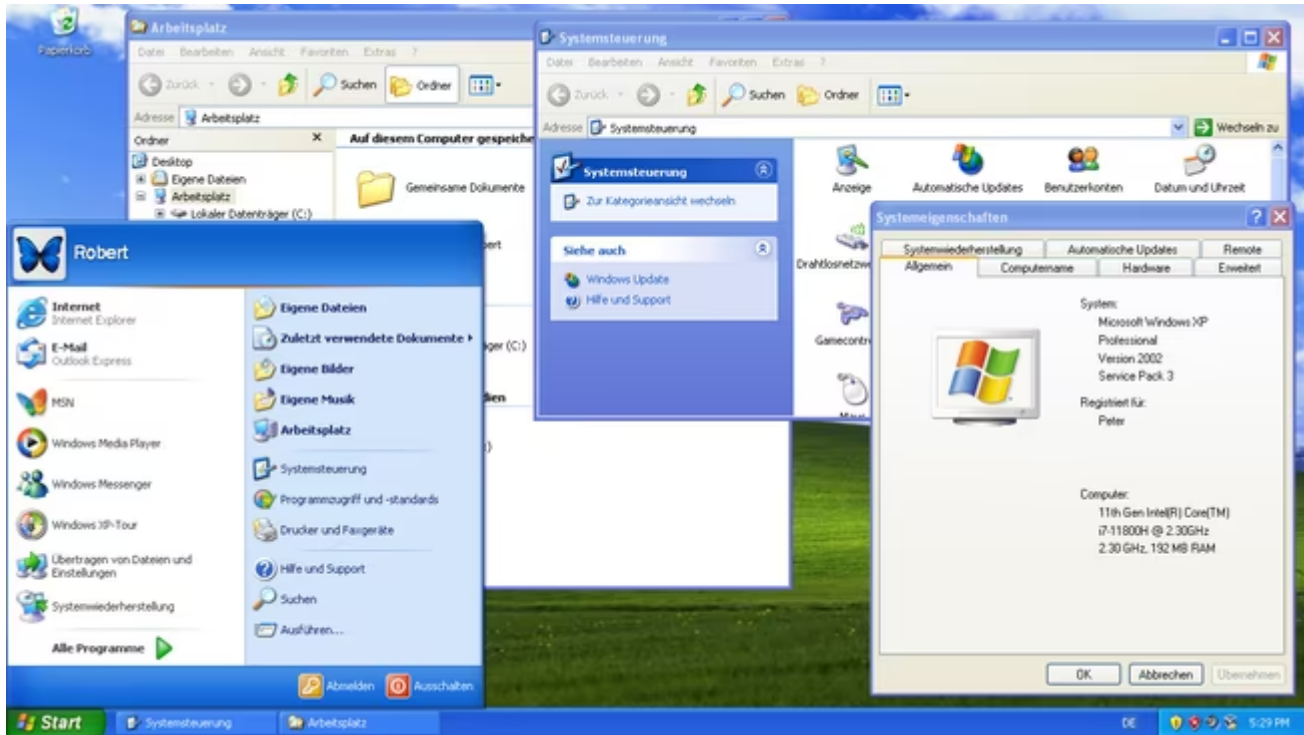 Papierkorb
Arbeitsplatz
Datei Bearbeiten Ansicht Favoriten Extras ?
Zurück Suchen Ordner
Adresse Arbeitsplatz
Ordner
Desktop
Eigene Dateien
Arbeitsplatz
Lokaler Datenträger (C:)
Auf diesem Computer gespeiche
Gemeinsame Dokumente
bert
ger (C:)
dien
:)
Systemsteuerung
Datei Bearbeiten Ansicht Favoriten Extras ?
Zurück Suchen Ordner
Adresse Systemsteuerung Wechseln zu
Systemsteuerung
Zur Kategorieansicht wechseln
Siehe auch
Windows Update
Hilfe und Support
Anzeige Automatische Updates Benutzerkonten Datum und Uhrzeit
Drahtlosnetzwe
Gamecontr
Maus
Systemeigenschaften
Systemwiederherstellung Automatische Updates Remote
Allgemein Computername Hardware Erweitert
System:
Microsoft Windows XP
Professional
Version 2002
Service Pack 3
Registriert für:
Peter
Computer:
11th Gen Intel(R) Core(TM)
i7-11800H @ 2.30GHz
2.30 GHz, 192 MB RAM
OK Abbrechen Übernehmen
Robert
Internet
Internet Explorer
E-Mail
Outlook Express
MSN
Windows Media Player
Windows Messenger
Windows XP-Tour
Übertragen von Dateien und
Einstellungen
Systemwiederherstellung
Alle Programme
Eigene Dateien
Zuletzt verwendete Dokumente
Eigene Bilder
Eigene Musik
Arbeitsplatz
Systemsteuerung
Programmzugriff und -standards
Drucker und Faxgeräte
Hilfe und Support
Suchen
Ausführen...
Abmelden Ausschalten
Start Systemsteuerung Arbeitsplatz DE 5:29 PM